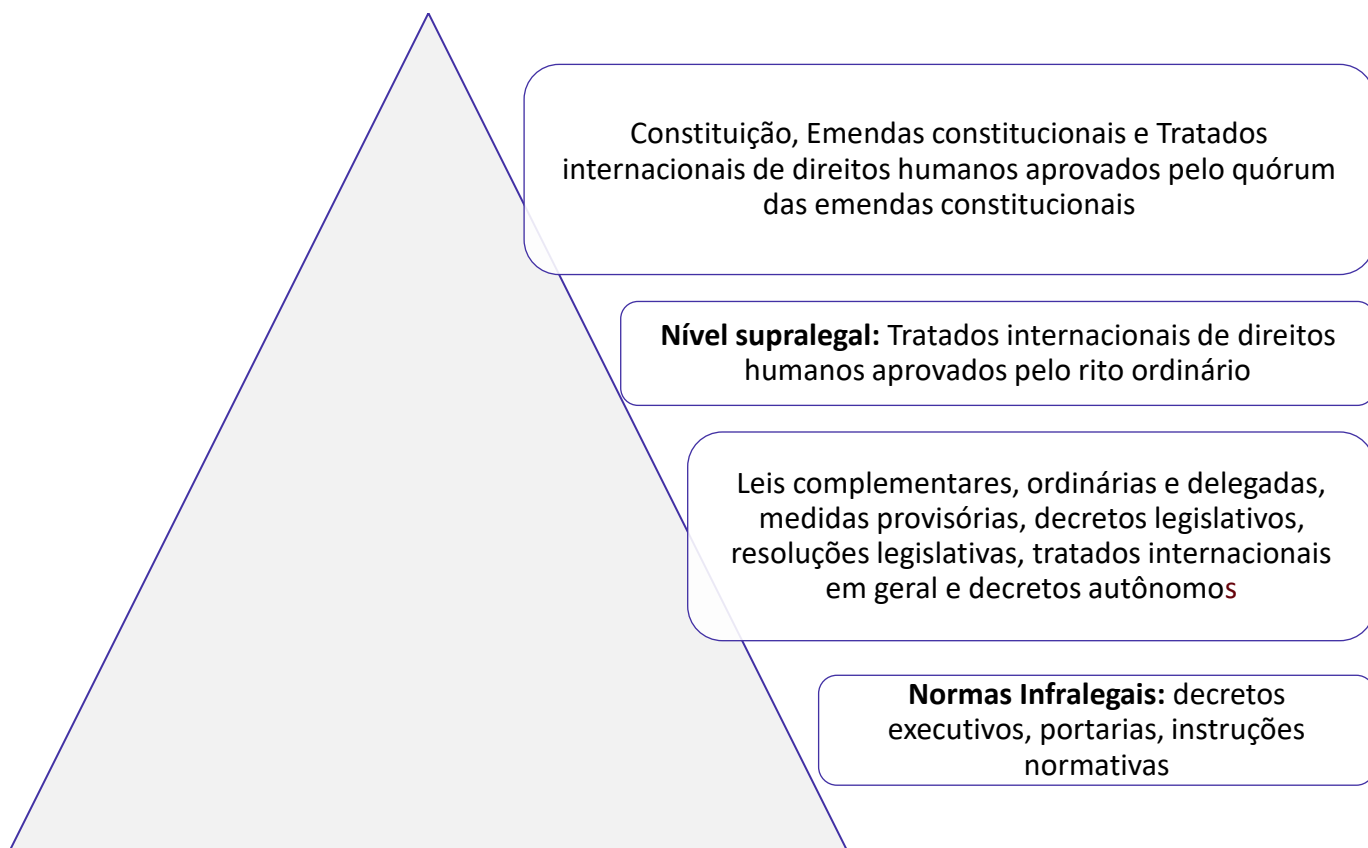 Constituição, Emendas constitucionais e Tratados
internacionais de direitos humanos aprovados pelo quórum
das emendas constitucionais
Nível supralegal: Tratados internacionais de direitos
humanos aprovados pelo rito ordinário
Leis complementares, ordinárias e delegadas,
medidas provisórias, decretos legislativos,
resoluções legislativas, tratados internacionais
em geral e decretos autônomos
Normas Infralegais: decretos
executivos, portarias, instruções
normativas